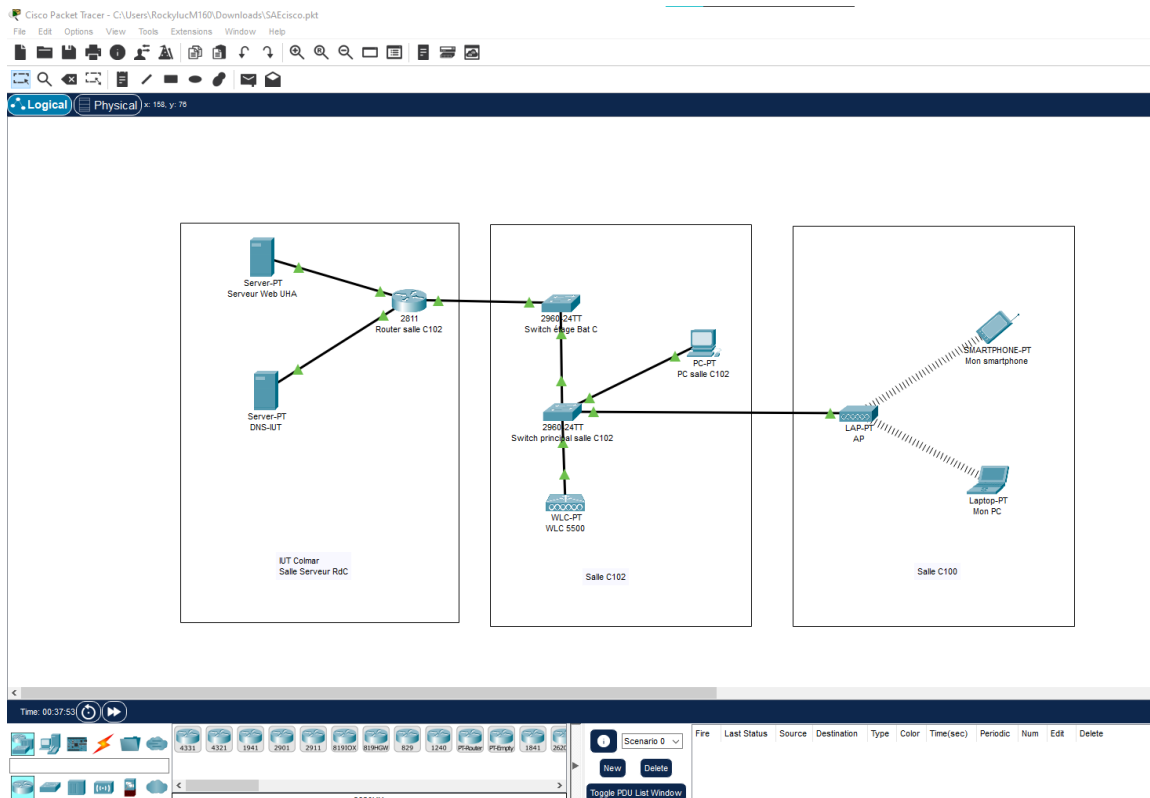 Cisco Packet Tracer - C:\Users\RockylucM160\Downloads\SAEcisco.pkt
File Edit Options View Tools Extensions Window Help
Logical Physical x: 158, y: 76
Server-PT
Serveur Web UHA
2811
Router salle C102
Server-PT
DNS-IUT
2960-24TT
Switch étage Bat C
PC-PT
PC salle C102
2960-24TT
Switch principal salle C102
WLC-PT
WLC 5500
SMARTPHONE-PT
Mon smartphone
LAP-PT
AP
Laptop-PT
Mon PC
IUT Colmar
Salle Serveur RdC
Salle C102
Salle C100
Time: 00:37:53
4331 4321 1941 2901 2911 819IOX 819HGW 829 1240 PT-Router PT-Empty 1841 2620
Scenario 0
New Delete
Toggle PDU List Window
Fire Last Status Source Destination Type Color Time(sec) Periodic Num Edit Delete